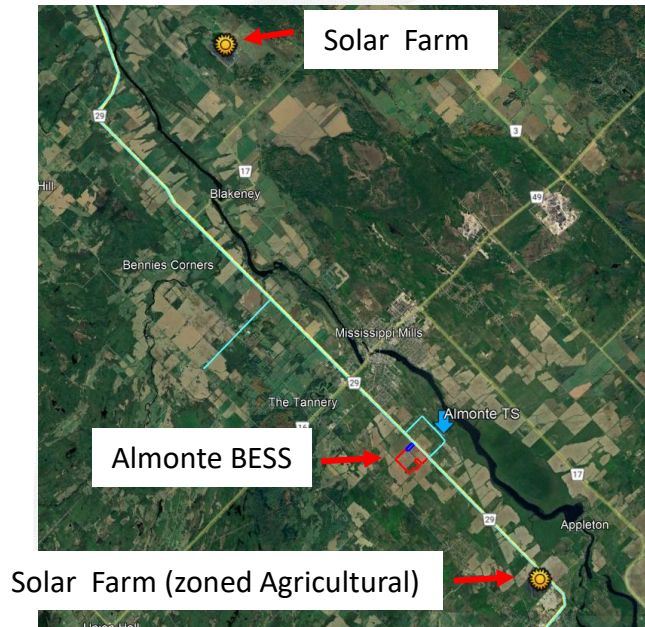 Solar Farm
29
3
17
Hill
Blakeney
49
Bennies Corners
Mississippi Mills
29
The Tannery
Almonte TS
16
Almonte BESS
17
29
Appleton
Solar Farm (zoned Agricultural)